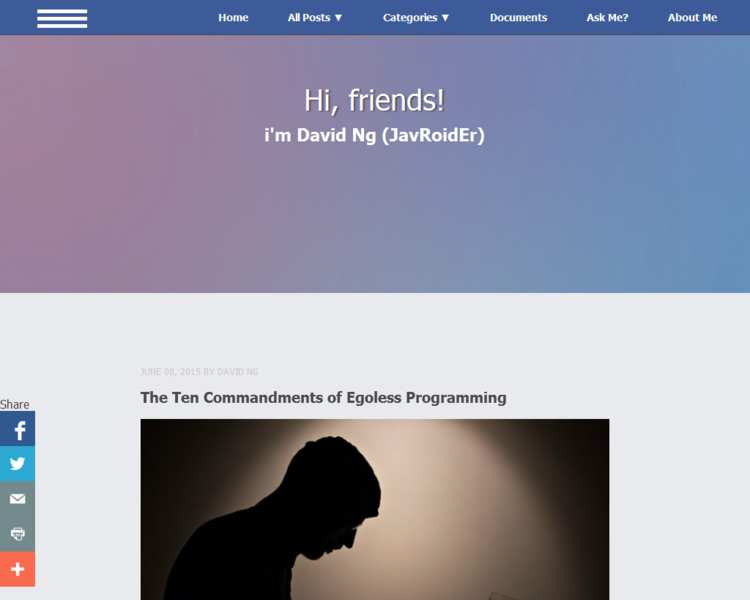 Home All Posts ▼ Categories ▼ Documents Ask Me? About Me
Hi, friends!
i'm David Ng (JavRoidEr)
JUNE 08, 2015 BY DAVID NG
The Ten Commandments of Egoless Programming
Share